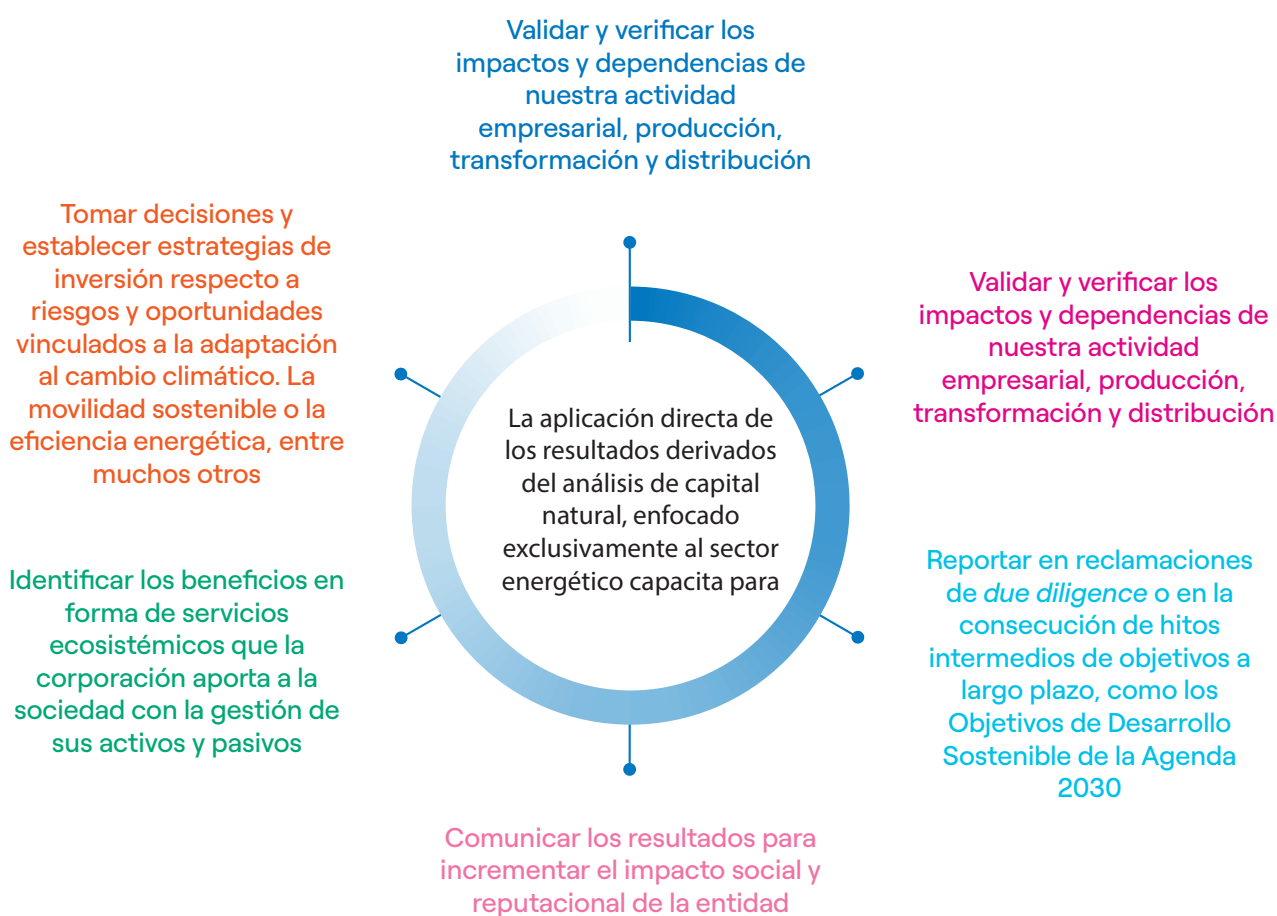 Validar y verificar los
impactos y dependencias de
nuestra actividad
empresarial, producción,
transformación y distribución
Validar y verificar los
impactos y dependencias de
nuestra actividad
empresarial, producción,
transformación y distribución
Reportar en reclamaciones
de due diligence o en la
consecución de hitos
intermedios de objetivos a
largo plazo, como los
Objetivos de Desarrollo
Sostenible de la Agenda
2030
Comunicar los resultados para
incrementar el impacto social y
reputacional de la entidad
Identificar los beneficios en
forma de servicios
ecosistémicos que la
corporación aporta a la
sociedad con la gestión de
sus activos y pasivos
Tomar decisiones y
establecer estrategias de
inversión respecto a
riesgos y oportunidades
vinculados a la adaptación
al cambio climático. La
movilidad sostenible o la
eficiencia energética, entre
muchos otros
La aplicación directa de
los resultados derivados
del análisis de capital
natural, enfocado
exclusivamente al sector
energético capacita para